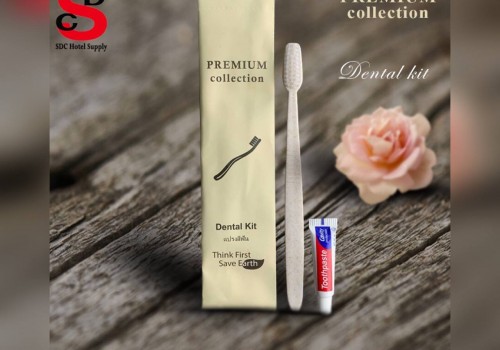 S
D
C
SDC Hotel Supply
PREMIUM
collection
Dental kit
PREMIUM
collection
Dental Kit
แปรงสีฟัน
Think First
Save Earth
Toothpaste